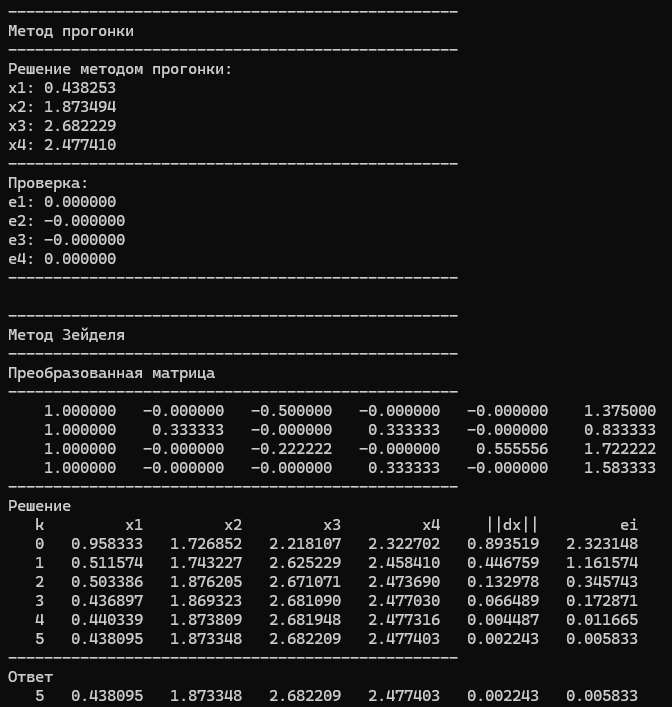 --------------------------------------------------
Метод прогонки
--------------------------------------------------
Решение методом прогонки:
x1: 0.438253
x2: 1.873494
x3: 2.682229
x4: 2.477410
--------------------------------------------------
Проверка:
e1: 0.000000
e2: -0.000000
e3: -0.000000
e4: 0.000000
--------------------------------------------------
--------------------------------------------------
Метод Зейделя
--------------------------------------------------
Преобразованная матрица
--------------------------------------------------
1.000000 -0.000000 -0.500000 -0.000000 -0.000000 1.375000
1.000000 0.333333 -0.000000 0.333333 -0.000000 0.833333
1.000000 -0.000000 -0.222222 -0.000000 0.555556 1.722222
1.000000 -0.000000 -0.000000 0.333333 -0.000000 1.583333
--------------------------------------------------
Решение
k x1 x2 x3 x4 ||dx|| ei
0 0.958333 1.726852 2.218107 2.322702 0.893519 2.323148
1 0.511574 1.743227 2.625229 2.458410 0.446759 1.161574
2 0.503386 1.876205 2.671071 2.473690 0.132978 0.345743
3 0.436897 1.869323 2.681090 2.477030 0.066489 0.172871
4 0.440339 1.873809 2.681948 2.477316 0.004487 0.011665
5 0.438095 1.873348 2.682209 2.477403 0.002243 0.005833
--------------------------------------------------
Ответ
5 0.438095 1.873348 2.682209 2.477403 0.002243 0.005833